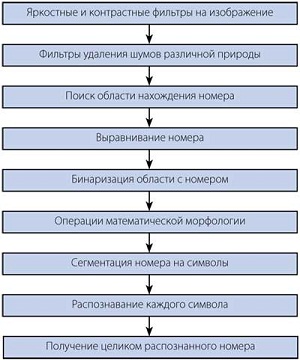 Яркостные и контрастные фильтры на изображение
Фильтры удаления шумов различной природы
Поиск области нахождения номера
Выравнивание номера
Бинаризация области с номером
Операции математической морфологии
Сегментация номера на символы
Распознавание каждого символа
Получение целиком распознанного номера